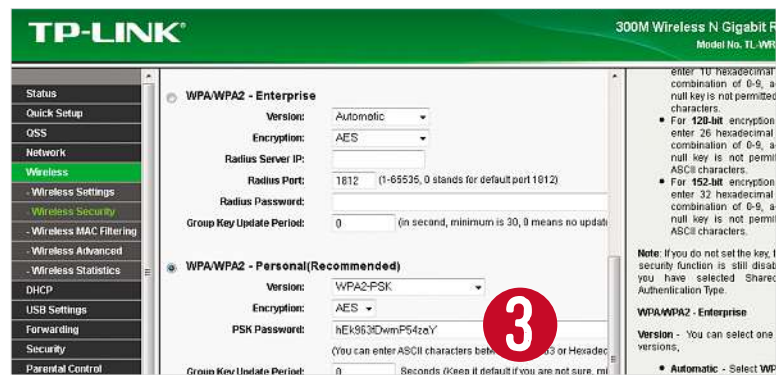 TP-LINK®
300M Wireless N Gigabit R
Model No. TL-WR
Status
Quick Setup
QSS
Network
Wireless
- Wireless Settings
- Wireless Security
- Wireless MAC Filtering
- Wireless Advanced
- Wireless Statistics
DHCP
USB Settings
Forwarding
Security
Parental Control
WPA/WPA2 - Enterprise
Version: Automatic
Encryption: AES
Radius Server IP:
Radius Port: 1812 (1-65535, 0 stands for default port 1812)
Radius Password:
Group Key Update Period: 0 (in second, minimum is 30, 0 means no updat
WPA/WPA2 - Personal(Recommended)
Version: WPA2-PSK
Encryption: AES
PSK Password:
(You can enter ASCII characters 63 or Hexadec
Group Key Update Period: 0 Seconds (Keep it default if you are not sure, mi
3
enter 10 hexadecimal
combination of 0-9, a
null key is not permitted
characters.
• For 128-bit encryption
enter 26 hexadecimal
combination of 0-9, a
null key is not permi
ASCII characters.
• For 152-bit encryption
enter 32 hexadecimal
combination of 0-9, a
null key is not permi
ASCII characters.
Note: If you do not set the key, t
security function is still disab
you have selected Shared
Authentication Type.
WPA/WPA2 - Enterprise
Version - You can select one
versions,
• Automatic - Select WP